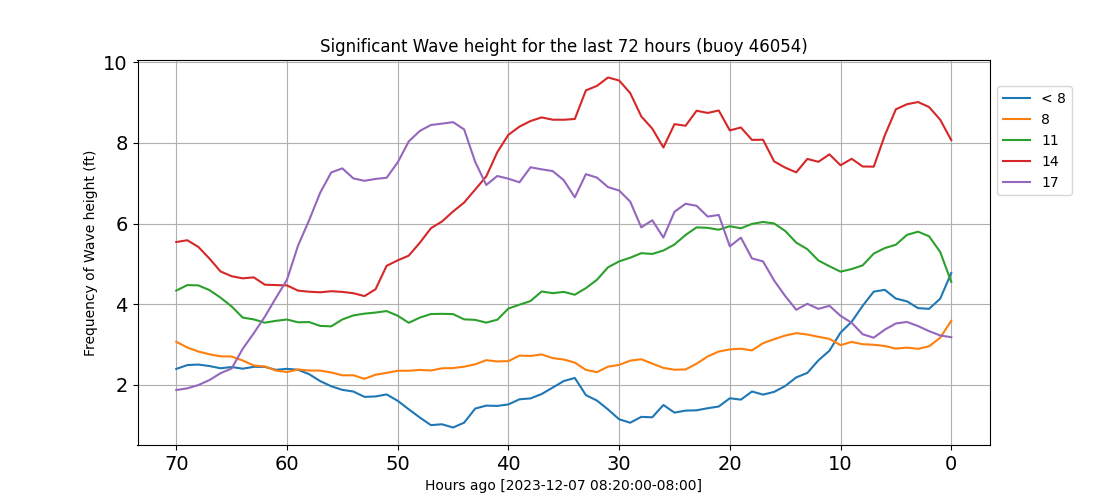 Significant Wave height for the last 72 hours (buoy 46054)
10
8
6
4
2
Frequency of Wave height (ft)
70 60 50 40 30 20 10 0
Hours ago [2023-12-07 08:20:00-08:00]
< 8
8
11
14
17